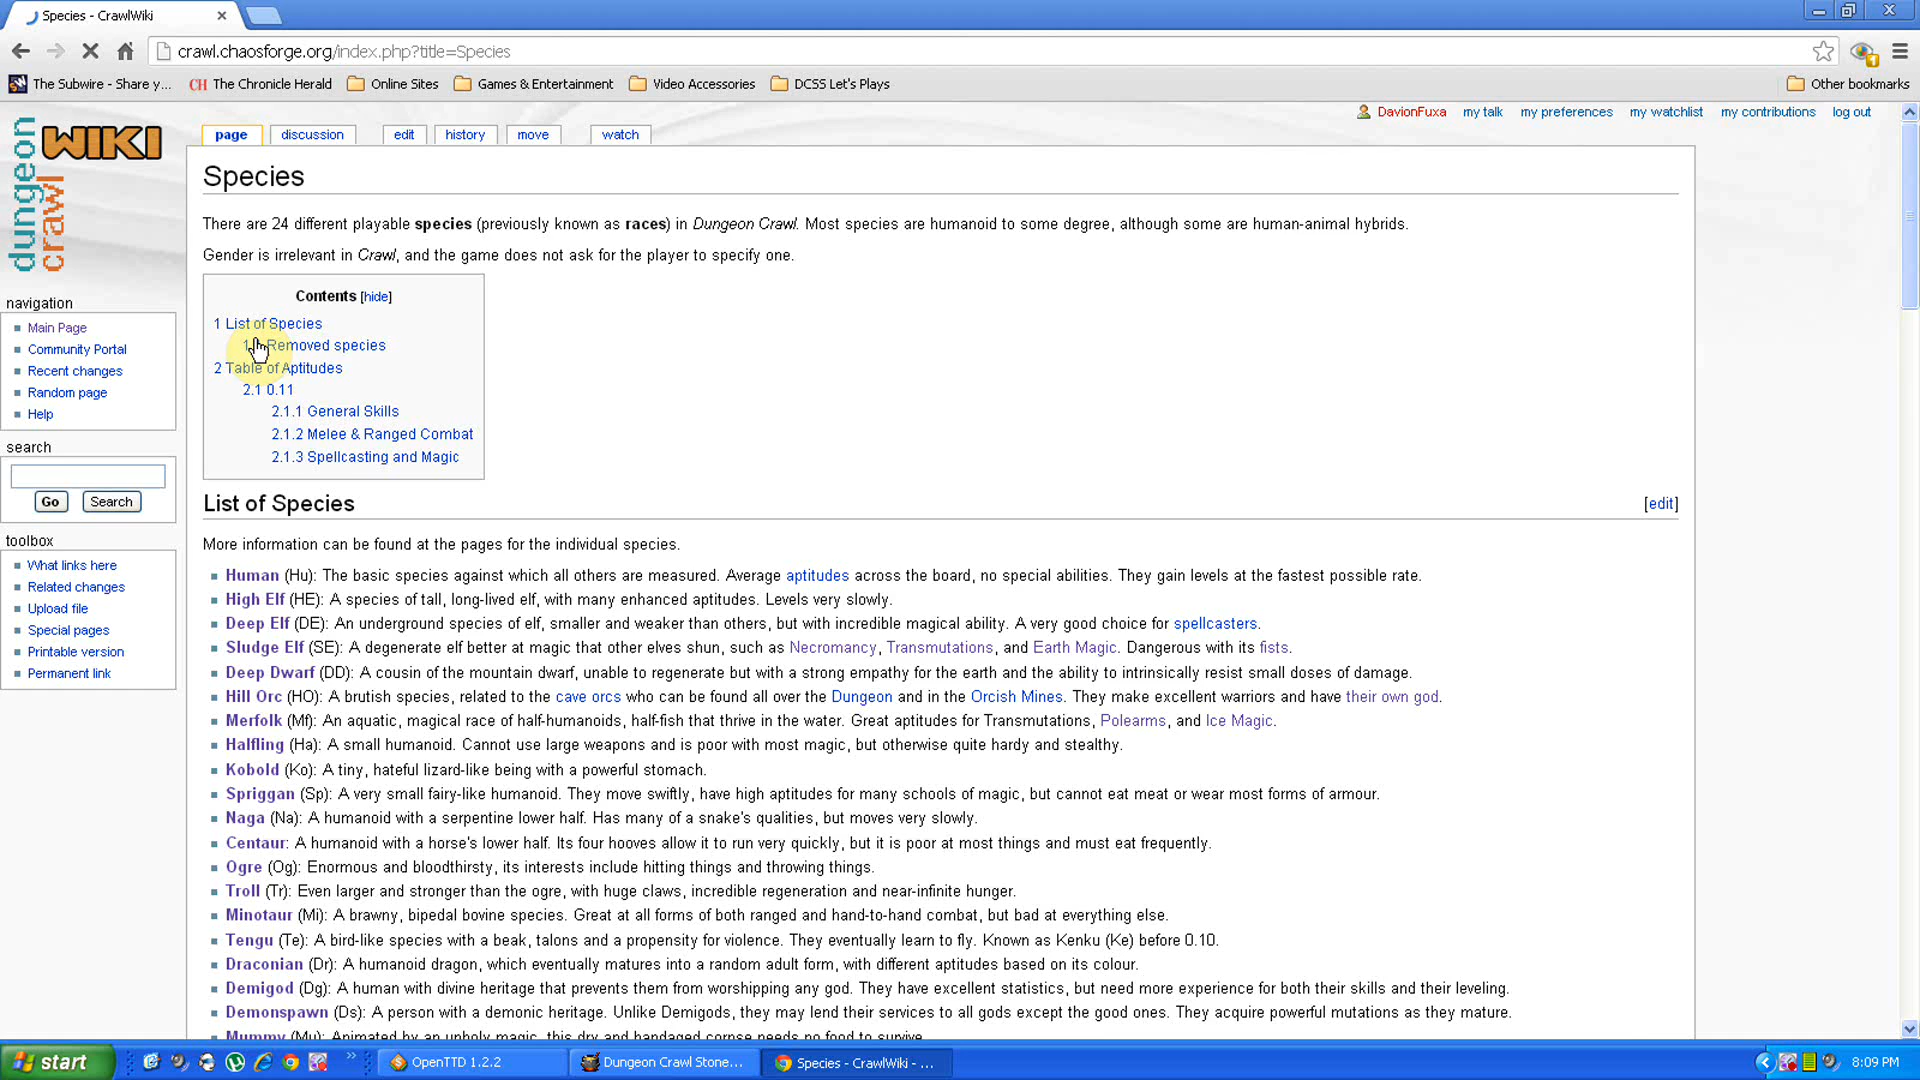 Species - CrawlWiki
crawl.chaosforge.org/index.php?title=Species
The Subwire - Share y... CH The Chronicle Herald Online Sites Games & Entertainment Video Accessories DCSS Let's Plays Other bookmarks
DavionFuxa my talk my preferences my watchlist my contributions log out
dungeon crawl WIKI
page discussion edit history move watch
Species
There are 24 different playable species (previously known as races) in Dungeon Crawl. Most species are humanoid to some degree, although some are human-animal hybrids.
Gender is irrelevant in Crawl, and the game does not ask for the player to specify one.
Contents [hide]
1 List of Species
Removed species
2 Table of Aptitudes
2.1 0.11
2.1.1 General Skills
2.1.2 Melee & Ranged Combat
2.1.3 Spellcasting and Magic
navigation
Main Page
Community Portal
Recent changes
Random page
Help
search
Go Search
toolbox
What links here
Related changes
Upload file
Special pages
Printable version
Permanent link
List of Species [edit]
More information can be found at the pages for the individual species.
Human (Hu): The basic species against which all others are measured. Average aptitudes across the board, no special abilities. They gain levels at the fastest possible rate.
High Elf (HE): A species of tall, long-lived elf, with many enhanced aptitudes. Levels very slowly.
Deep Elf (DE): An underground species of elf, smaller and weaker than others, but with incredible magical ability. A very good choice for spellcasters.
Sludge Elf (SE): A degenerate elf better at magic that other elves shun, such as Necromancy, Transmutations, and Earth Magic. Dangerous with its fists.
Deep Dwarf (DD): A cousin of the mountain dwarf, unable to regenerate but with a strong empathy for the earth and the ability to intrinsically resist small doses of damage.
Hill Orc (HO): A brutish species, related to the cave orcs who can be found all over the Dungeon and in the Orcish Mines. They make excellent warriors and have their own god.
Merfolk (Mf): An aquatic, magical race of half-humanoids, half-fish that thrive in the water. Great aptitudes for Transmutations, Polearms, and Ice Magic.
Halfling (Ha): A small humanoid. Cannot use large weapons and is poor with most magic, but otherwise quite hardy and stealthy.
Kobold (Ko): A tiny, hateful lizard-like being with a powerful stomach.
Spriggan (Sp): A very small fairy-like humanoid. They move swiftly, have high aptitudes for many schools of magic, but cannot eat meat or wear most forms of armour.
Naga (Na): A humanoid with a serpentine lower half. Has many of a snake's qualities, but moves very slowly.
Centaur: A humanoid with a horse's lower half. Its four hooves allow it to run very quickly, but it is poor at most things and must eat frequently.
Ogre (Og): Enormous and bloodthirsty, its interests include hitting things and throwing things.
Troll (Tr): Even larger and stronger than the ogre, with huge claws, incredible regeneration and near-infinite hunger.
Minotaur (Mi): A brawny, bipedal bovine species. Great at all forms of both ranged and hand-to-hand combat, but bad at everything else.
Tengu (Te): A bird-like species with a beak, talons and a propensity for violence. They eventually learn to fly. Known as Kenku (Ke) before 0.10.
Draconian (Dr): A humanoid dragon, which eventually matures into a random adult form, with different aptitudes based on its colour.
Demigod (Dg): A human with divine heritage that prevents them from worshipping any god. They have excellent statistics, but need more experience for both their skills and their leveling.
Demonspawn (Ds): A person with a demonic heritage. Unlike Demigods, they may lend their services to all gods except the good ones. They acquire powerful mutations as they mature.
Mummy (Mu): Animated by an unholy magic, this dry and bandaged corpse needs no food to survive.
start OpenTTD 1.2.2 Dungeon Crawl Stone... Species - CrawlWiki - ... 8:09 PM